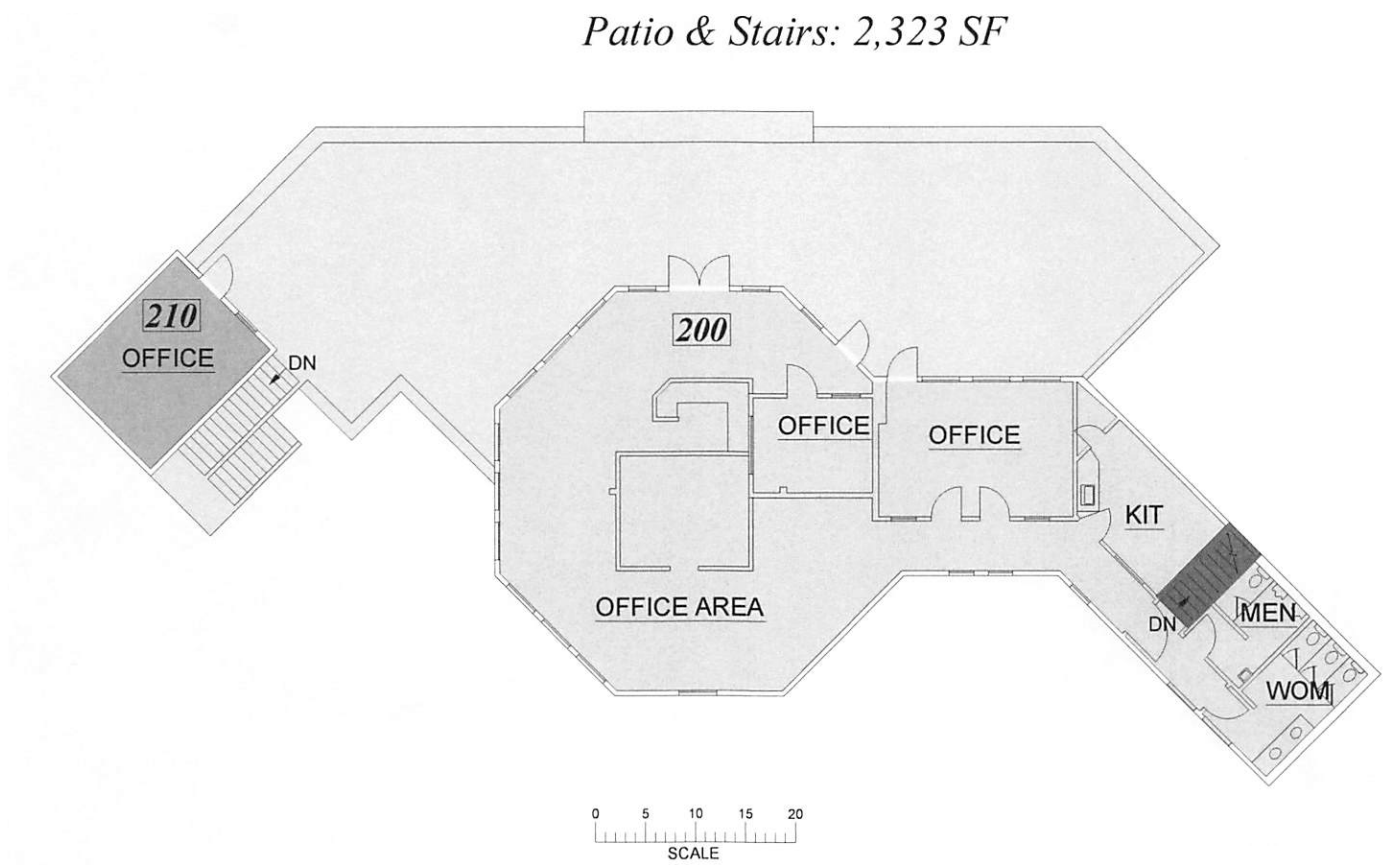 Patio & Stairs: 2,323 SF
210
OFFICE
DN
200
OFFICE
OFFICE
KIT
OFFICE AREA
DN
MEN
WOM
0 5 10 15 20
SCALE